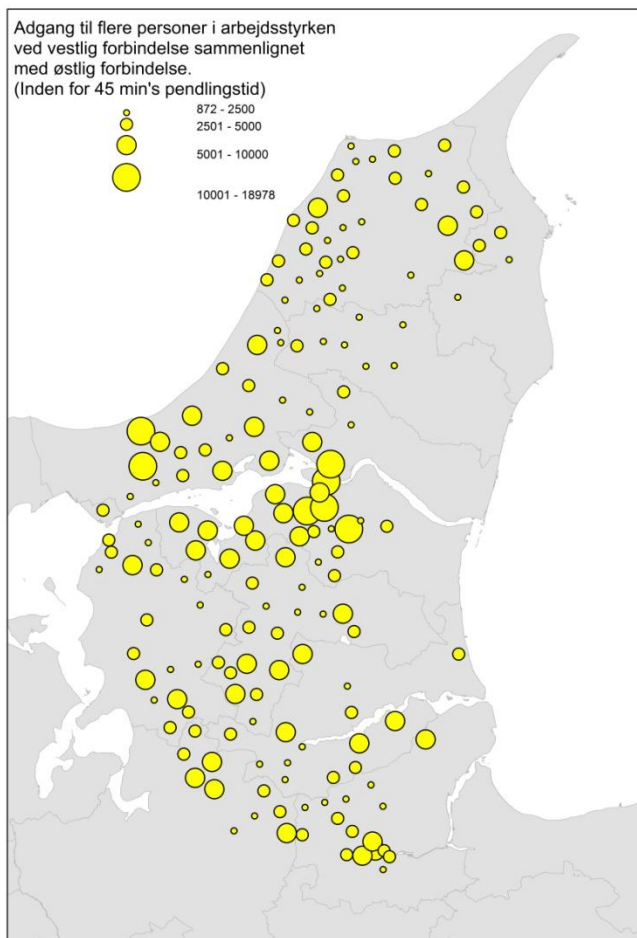 Adgang til flere personer i arbejdsstyrken
ved vestlig forbindelse sammenlignet
med østlig forbindelse.
(Inden for 45 min's pendlingstid)
872 - 2500
2501 - 5000
5001 - 10000
10001 - 18978